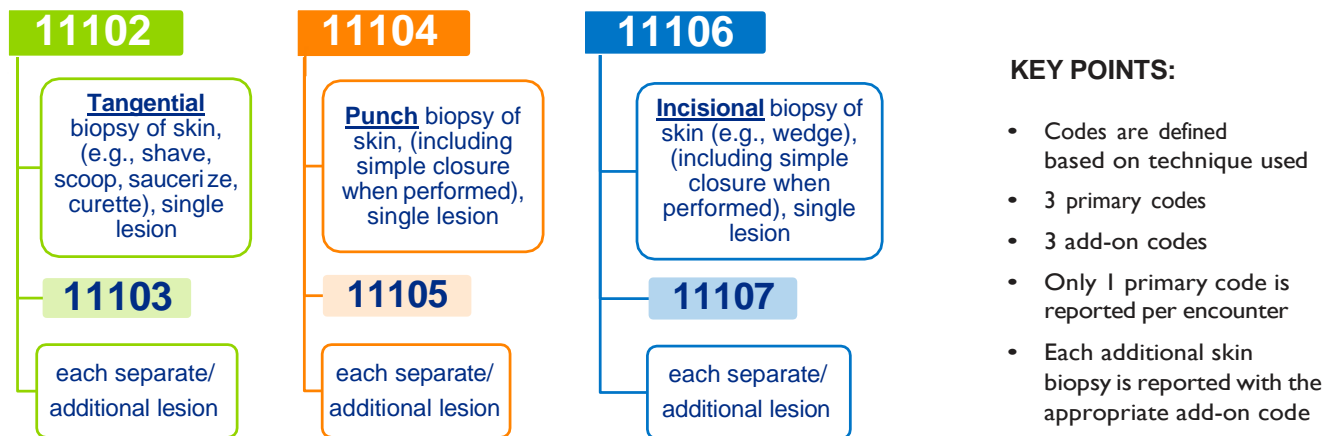 11102
Tangential
biopsy of skin,
(e.g., shave,
scoop, saucerize,
curette), single
lesion
11103
each separate/
additional lesion
11104
Punch biopsy of
skin, (including
simple closure
when performed),
single lesion
11105
each separate/
additional lesion
11106
Incisional biopsy of
skin (e.g., wedge),
(including simple
closure when
performed), single
lesion
11107
each separate/
additional lesion
KEY POINTS:
• Codes are defined
based on technique used
• 3 primary codes
• 3 add-on codes
• Only 1 primary code is
reported per encounter
• Each additional skin
biopsy is reported with the
appropriate add-on code